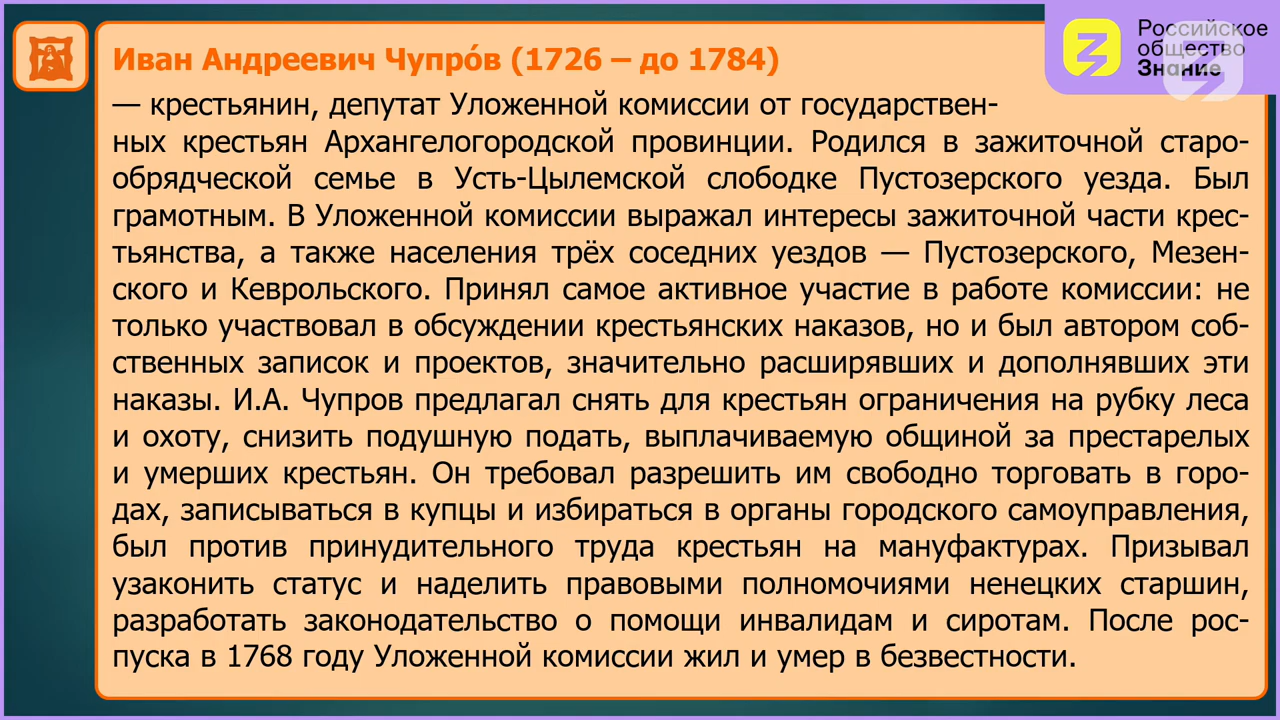 Российское
общество
Знание
Иван Андреевич Чупро́в (1726 – до 1784)
— крестьянин, депутат Уложенной комиссии от государствен-
ных крестьян Архангелогородской провинции. Родился в зажиточной старо-
обрядческой семье в Усть-Цылемской слободке Пустозерского уезда. Был
грамотным. В Уложенной комиссии выражал интересы зажиточной части крес-
тьянства, а также населения трёх соседних уездов — Пустозерского, Мезен-
ского и Кеврольского. Принял самое активное участие в работе комиссии: не
только участвовал в обсуждении крестьянских наказов, но и был автором соб-
ственных записок и проектов, значительно расширявших и дополнявших эти
наказы. И.А. Чупров предлагал снять для крестьян ограничения на рубку леса
и охоту, снизить подушную подать, выплачиваемую общиной за престарелых
и умерших крестьян. Он требовал разрешить им свободно торговать в горо-
дах, записываться в купцы и избираться в органы городского самоуправления,
был против принудительного труда крестьян на мануфактурах. Призывал
узаконить статус и наделить правовыми полномочиями ненецких старшин,
разработать законодательство о помощи инвалидам и сиротам. После рос-
пуска в 1768 году Уложенной комиссии жил и умер в безвестности.